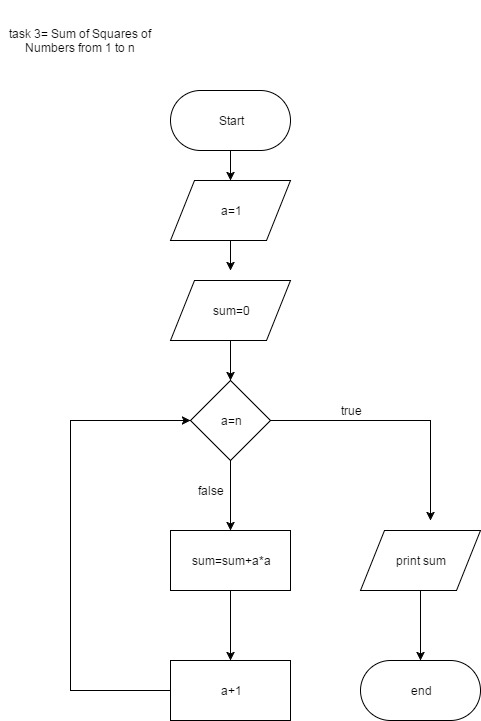 task 3= Sum of Squares of
Numbers from 1 to n
Start
a=1
sum=0
a=n
true
false
sum=sum+a*a
print sum
a+1
end